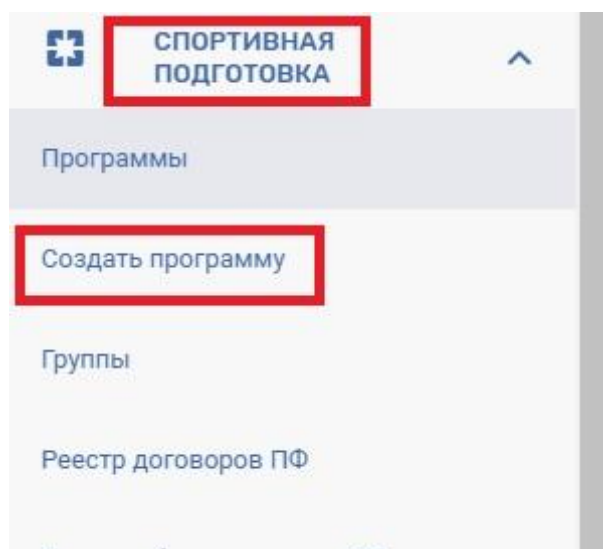 СПОРТИВНАЯ
ПОДГОТОВКА
Программы
Создать программу
Группы
Реестр договоров ПФ